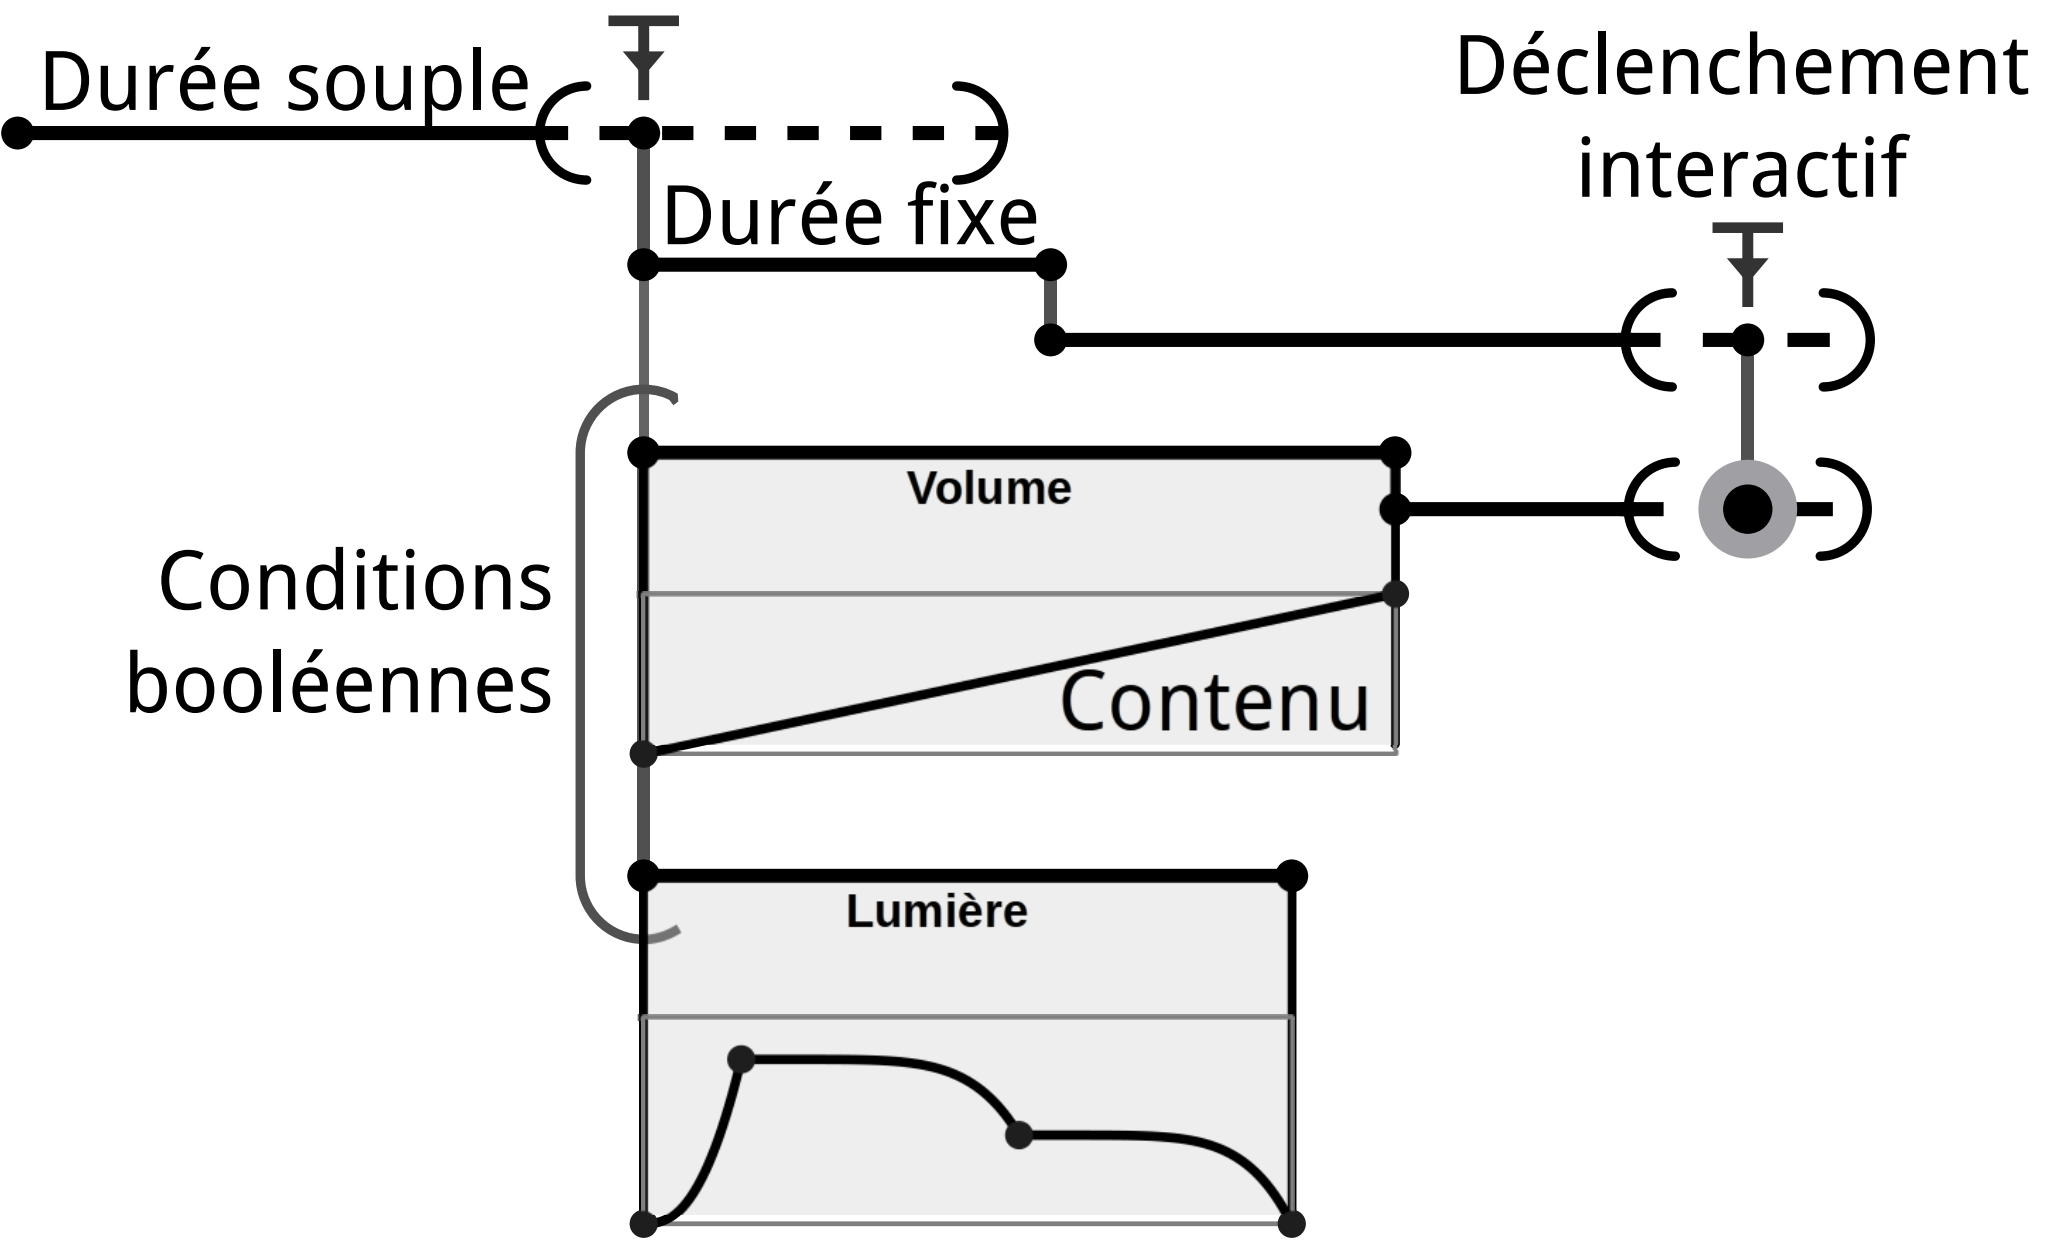 Durée souple
Déclenchement
interactif
Durée fixe
Volume
Conditions
booléennes
Contenu
Lumière